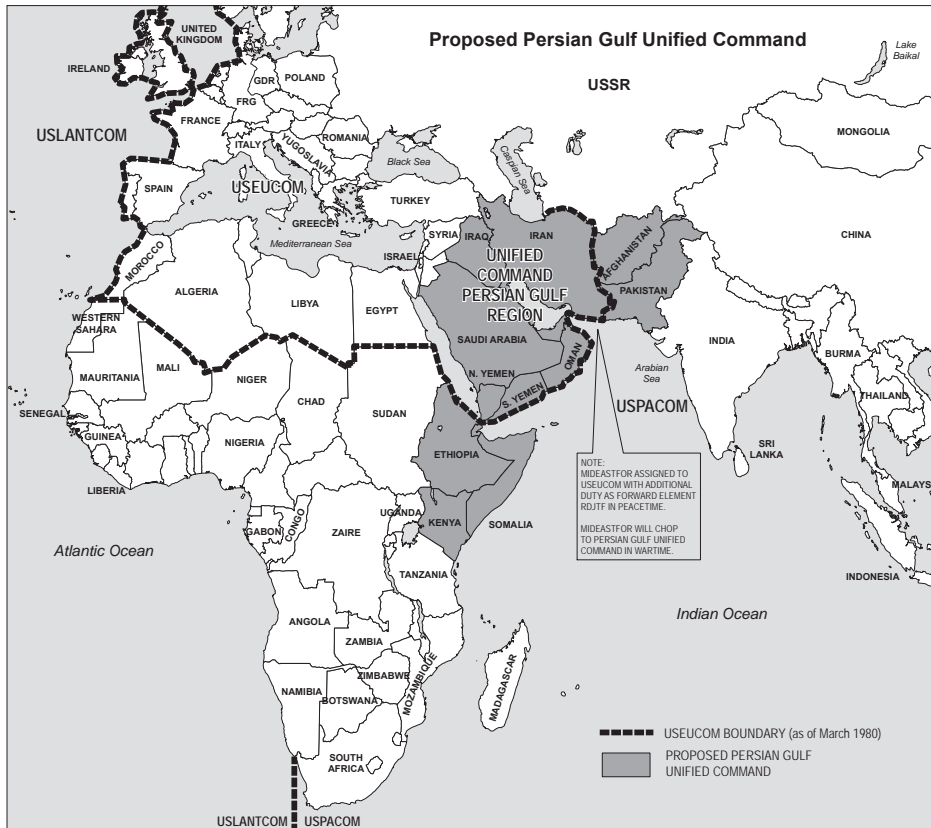 Proposed Persian Gulf Unified Command
UNITED
KINGDOM
IRELAND
GDR
POLAND
FRG
FRANCE
ROMANIA
ITALY
YUGOSLAVIA
USLANTCOM
SPAIN
USEUCOM
GREECE
Black Sea
Caspian Sea
USSR
Lake
Baikal
MONGOLIA
TURKEY
CHINA
Mediterranean Sea
SYRIA
ISRAEL
IRAQ
IRAN
AFGHANISTAN
PAKISTAN
UNIFIED
COMMAND
PERSIAN GULF
REGION
MOROCCO
ALGERIA
LIBYA
EGYPT
SAUDI ARABIA
OMAN
N. YEMEN
S. YEMEN
Arabian
Sea
USPACOM
INDIA
BURMA
THAILAND
SRI
LANKA
MALAYS
INDONESIA
WESTERN
SAHARA
MAURITANIA
MALI
NIGER
CHAD
SUDAN
SENEGAL
GUINEA
LIBERIA
NIGERIA
ETHIOPIA
SOMALIA
KENYA
UGANDA
GABON
CONGO
ZAIRE
TANZANIA
ANGOLA
ZAMBIA
ZIMBABWE
MOZAMBIQUE
NAMIBIA
BOTSWANA
MADAGASCAR
SOUTH
AFRICA
Atlantic Ocean
Indian Ocean
NOTE:
MIDEASTFOR ASSIGNED TO
USEUCOM WITH ADDITIONAL
DUTY AS FORWARD ELEMENT
RDJTF IN PEACETIME.
MIDEASTFOR WILL CHOP
TO PERSIAN GULF UNIFIED
COMMAND IN WARTIME.
USEUCOM BOUNDARY (as of March 1980)
PROPOSED PERSIAN GULF
UNIFIED COMMAND
USLANTCOM
USPACOM